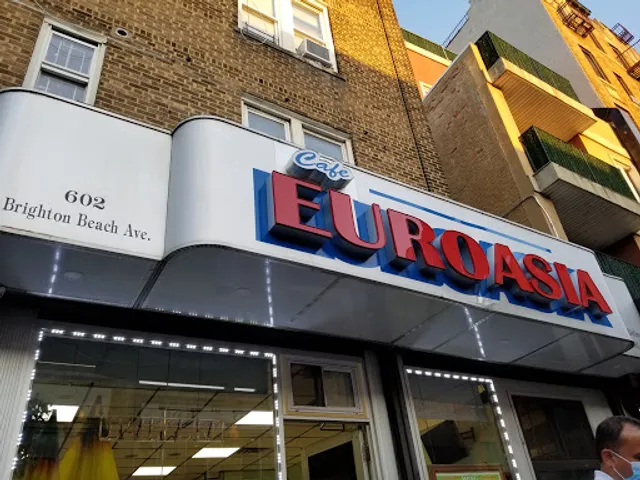 602
Brighton Beach Ave.
Cafe
EUROASIA